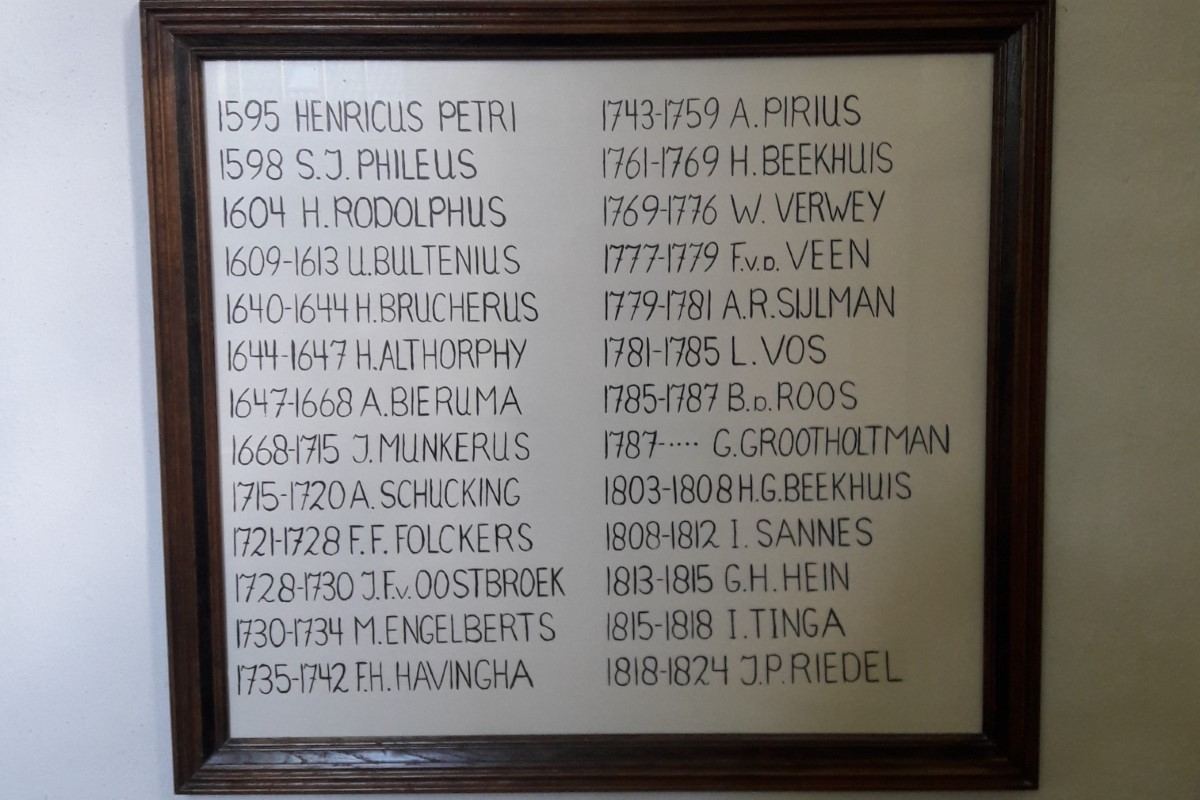 1595 HENRICUS PETRI
1598 S.J. PHILEUS
1604 H. RODOLPHUS
1609-1613 U.BULTENIUS
1640-1644 H.BRUCHERUS
1644-1647 H.ALTHORPHY
1647-1668 A.BIERUMA
1668-1715 J.MUNKERUS
1715-1720 A. SCHUCKING
1721-1728 F.F. FOLCKERS
1728-1730 J.F.v. OOSTBROEK
1730-1734 M.ENGELBERTS
1735-1742 F.H. HAVINGHA
1743-1759 A.PIRIUS
1761-1769 H.BEEKHUIS
1769-1776 W. VERWEY
1777-1779 F.v.D. VEEN
1779-1781 A.R.SIJLMAN
1781-1785 L.VOS
1785-1787 B.D.ROOS
1787-.... G.GROOTHOLTMAN
1803-1808 H.G.BEEKHUIS
1808-1812 I. SANNES
1813-1815 G.H. HEIN
1815-1818 I.TINGA
1818-1824 J.P.RIEDEL